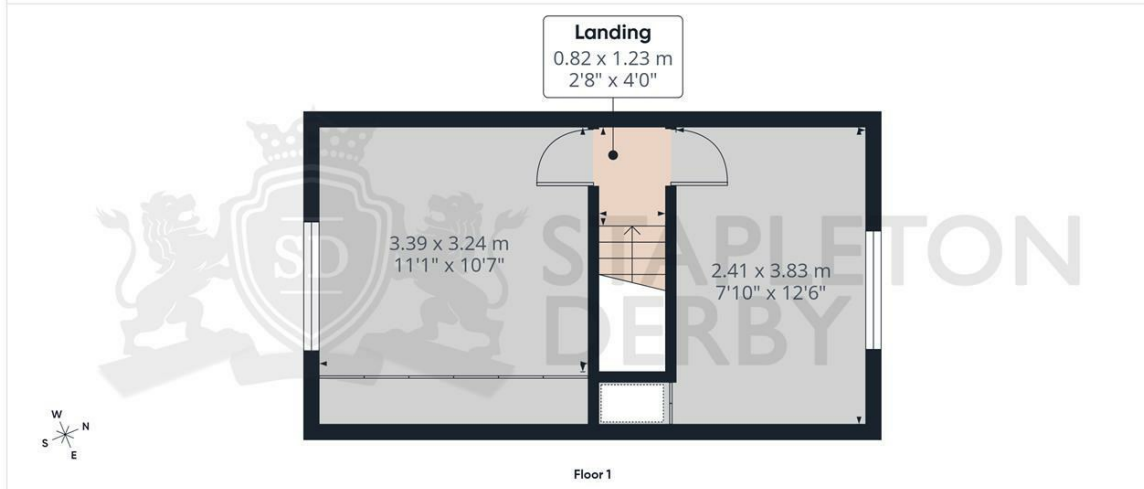 Landing
0.82 x 1.23 m
2'8" x 4'0"
3.39 x 3.24 m
11'1" x 10'7"
2.41 x 3.83 m
7'10" x 12'6"
SD
STAPLETON
DERBY
W
N
S
E
Floor 1